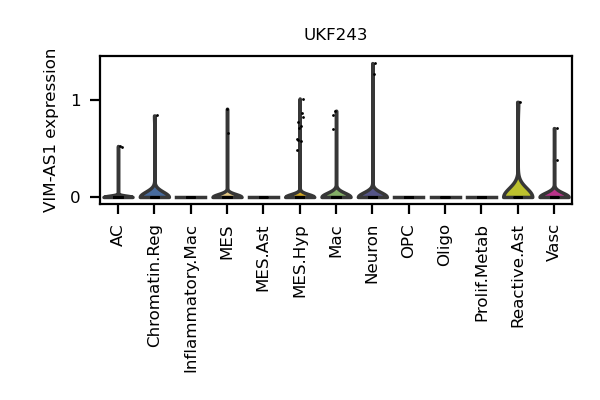 UKF243
VIM-AS1 expression
1
0
AC
Chromatin.Reg
Inflammatory.Mac
MES
MES.Ast
MES.Hyp
Mac
Neuron
OPC
Oligo
Prolif.Metab
Reactive.Ast
Vasc